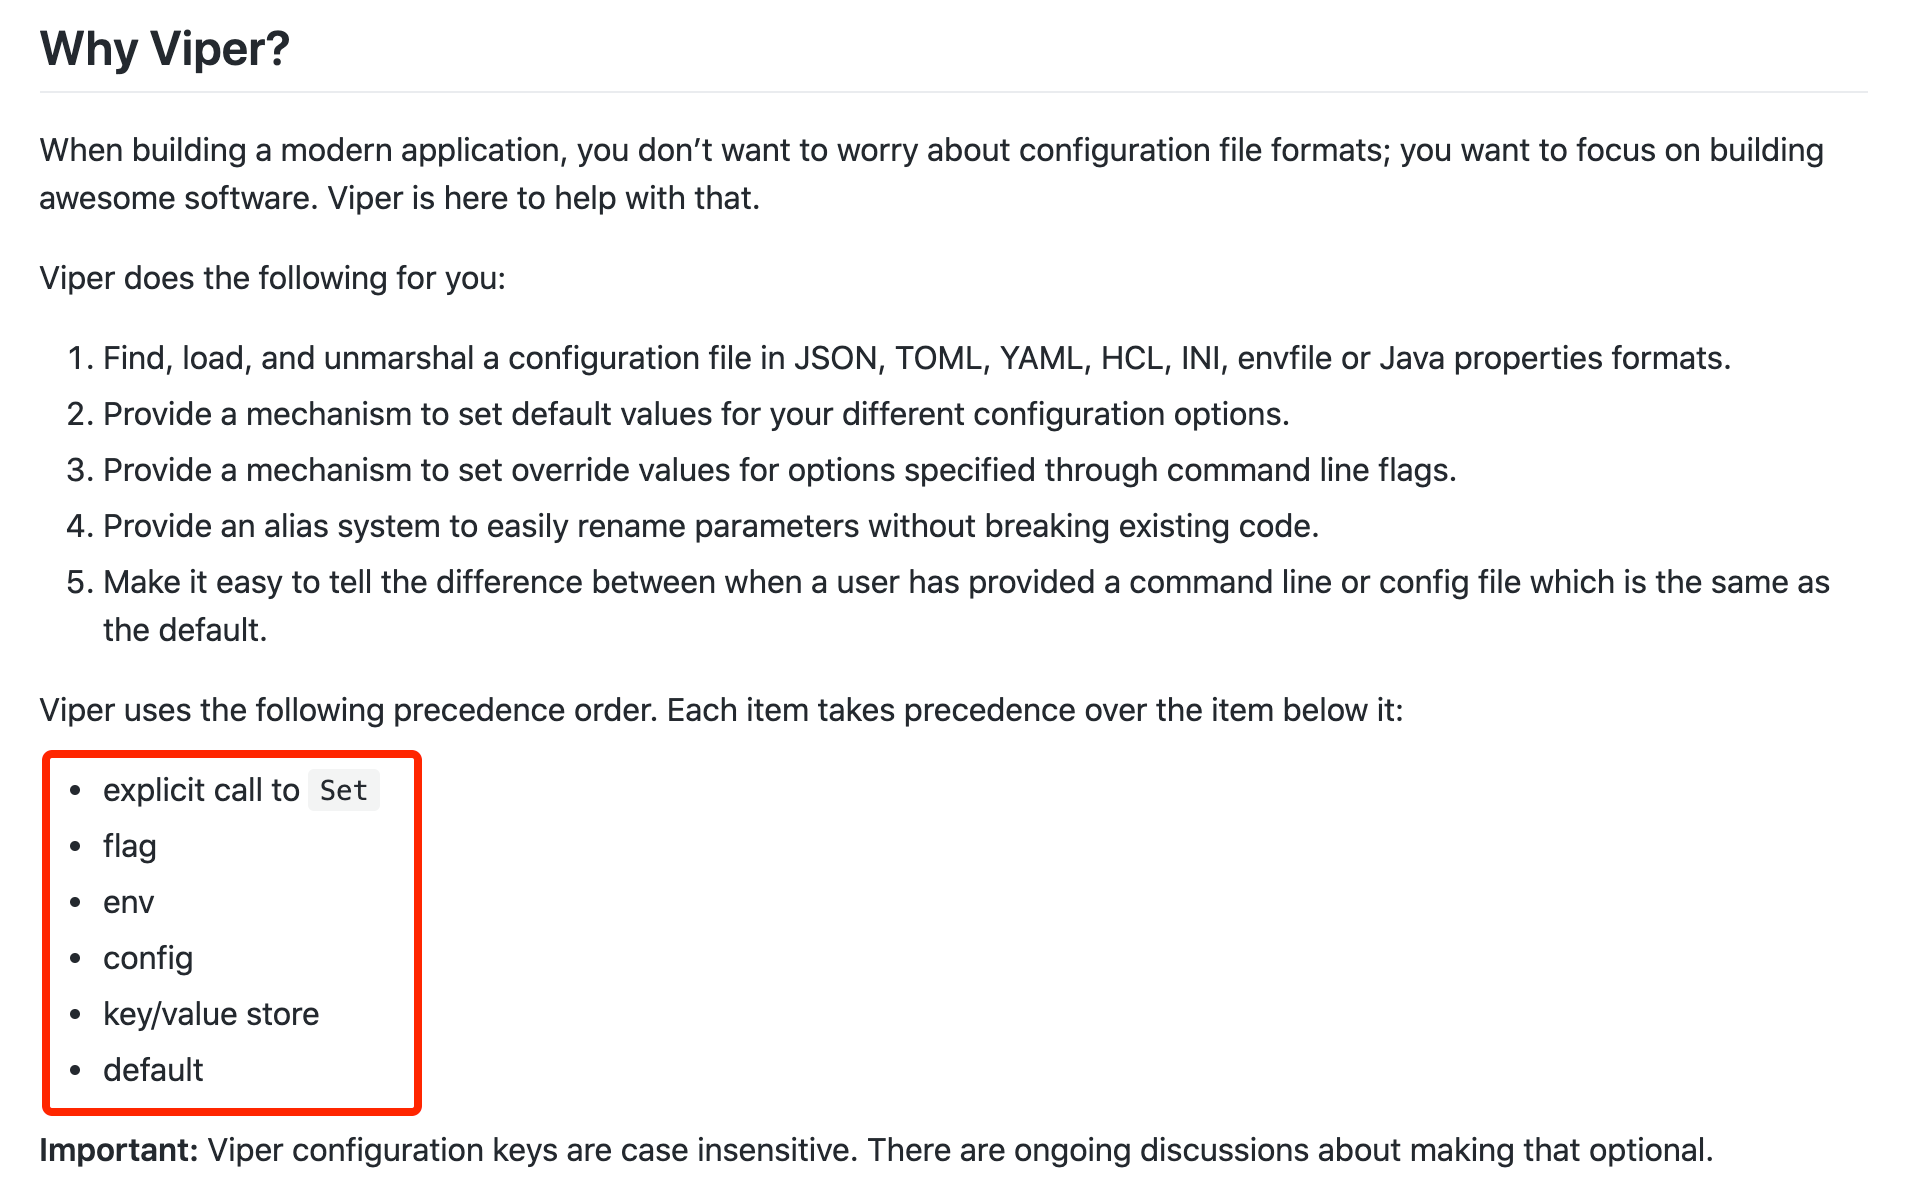 Why Viper?
When building a modern application, you don’t want to worry about configuration file formats; you want to focus on building
awesome software. Viper is here to help with that.
Viper does the following for you:
1. Find, load, and unmarshal a configuration file in JSON, TOML, YAML, HCL, INI, envfile or Java properties formats.
2. Provide a mechanism to set default values for your different configuration options.
3. Provide a mechanism to set override values for options specified through command line flags.
4. Provide an alias system to easily rename parameters without breaking existing code.
5. Make it easy to tell the difference between when a user has provided a command line or config file which is the same as
the default.
Viper uses the following precedence order. Each item takes precedence over the item below it:
• explicit call to Set
• flag
• env
• config
• key/value store
• default
Important: Viper configuration keys are case insensitive. There are ongoing discussions about making that optional.